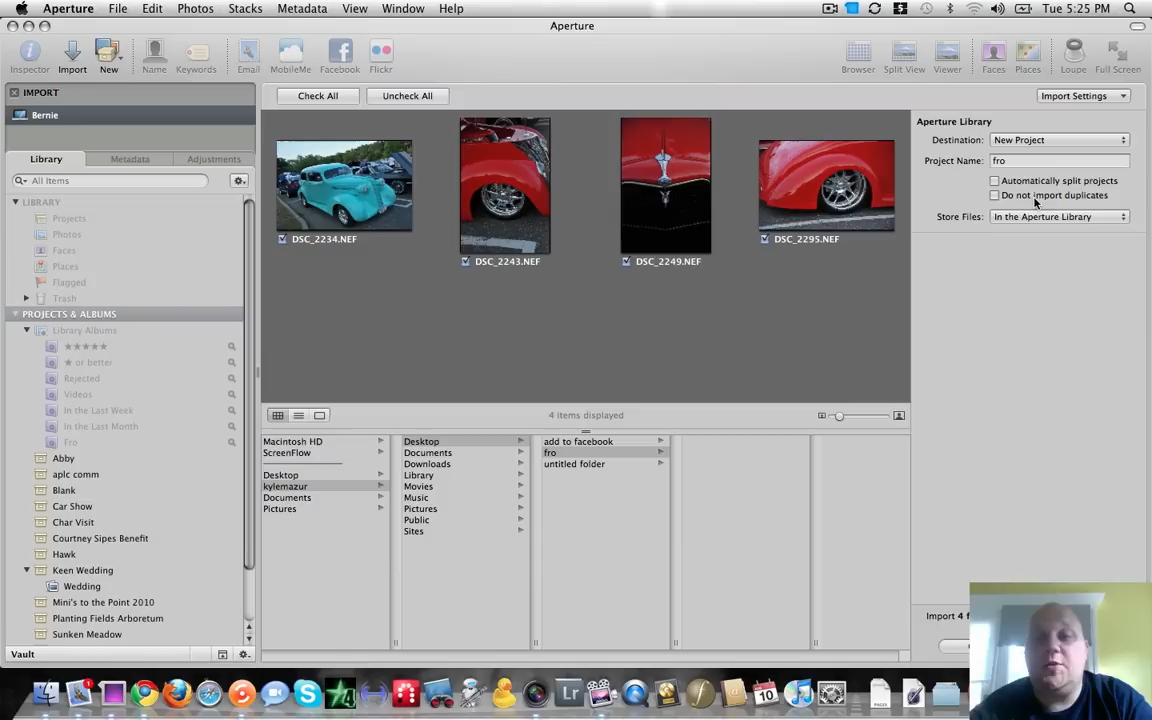 Aperture File Edit Photos Stacks Metadata View Window Help Tue 5:25 PM
Aperture
Inspector Import New Name Keywords Email MobileMe Facebook Flickr Browser Split View Viewer Faces Places Loupe Full Screen
IMPORT
Bernie
Library Metadata Adjustments
All Items
LIBRARY
Projects
Photos
Faces
Places
Flagged
Trash
PROJECTS & ALBUMS
Library Albums
★★★★★
★ or better
Rejected
Videos
In the Last Week
In the Last Month
Fro
Abby
aplc comm
Blank
Car Show
Char Visit
Courtney Sipes Benefit
Hawk
Keen Wedding
Wedding
Mini's to the Point 2010
Planting Fields Arboretum
Sunken Meadow
Vault
Check All Uncheck All
DSC_2234.NEF
DSC_2243.NEF
DSC_2249.NEF
DSC_2295.NEF
4 items displayed
Macintosh HD
ScreenFlow
Desktop
kylemazur
Documents
Pictures
Desktop
Documents
Downloads
Library
Movies
Music
Pictures
Public
Sites
add to facebook
fro
untitled folder
Import Settings
Aperture Library
Destination: New Project
Project Name: fro
Automatically split projects
Do not import duplicates
Store Files: In the Aperture Library
Import 4
1
Lr
10
PAGES